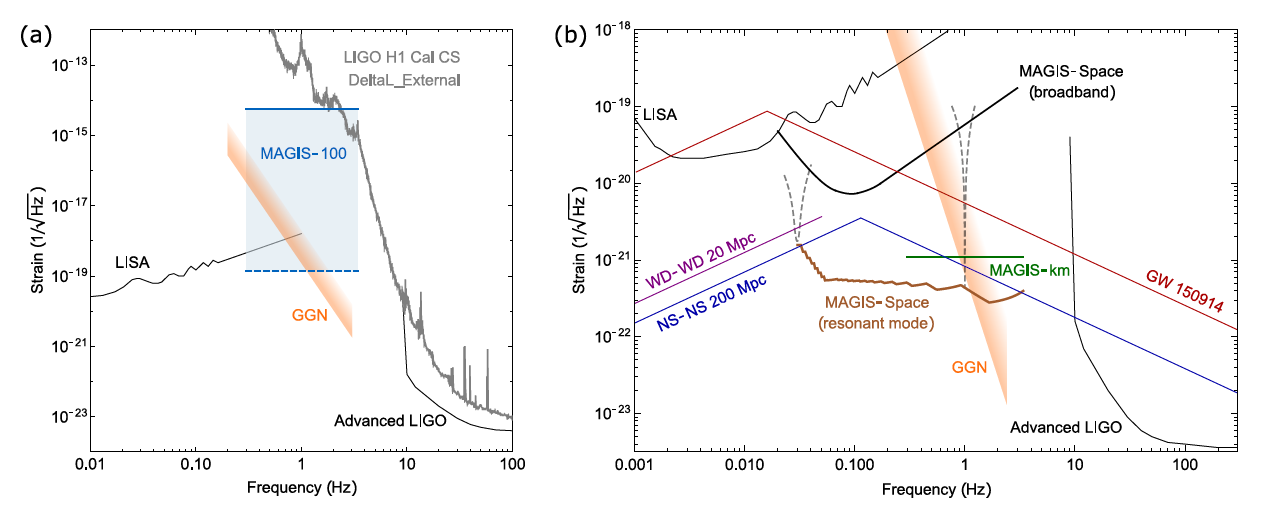 (a)
LIGO H1 Cal CS
DeltaL_External
MAGIS-100
LISA
GGN
Advanced LIGO
10⁻¹³
10⁻¹⁵
10⁻¹⁷
10⁻¹⁹
10⁻²¹
10⁻²³
Strain (1/√Hz)
0.01 0.10 1 10 100
Frequency (Hz)
(b)
MAGIS-Space
(broadband)
LISA
WD-WD 20 Mpc
NS-NS 200 Mpc
MAGIS-km
MAGIS-Space
(resonant mode)
GW 150914
GGN
Advanced LIGO
10⁻¹⁸
10⁻¹⁹
10⁻²⁰
10⁻²¹
10⁻²²
10⁻²³
Strain (1/√Hz)
0.001 0.010 0.100 1 10 100
Frequency (Hz)